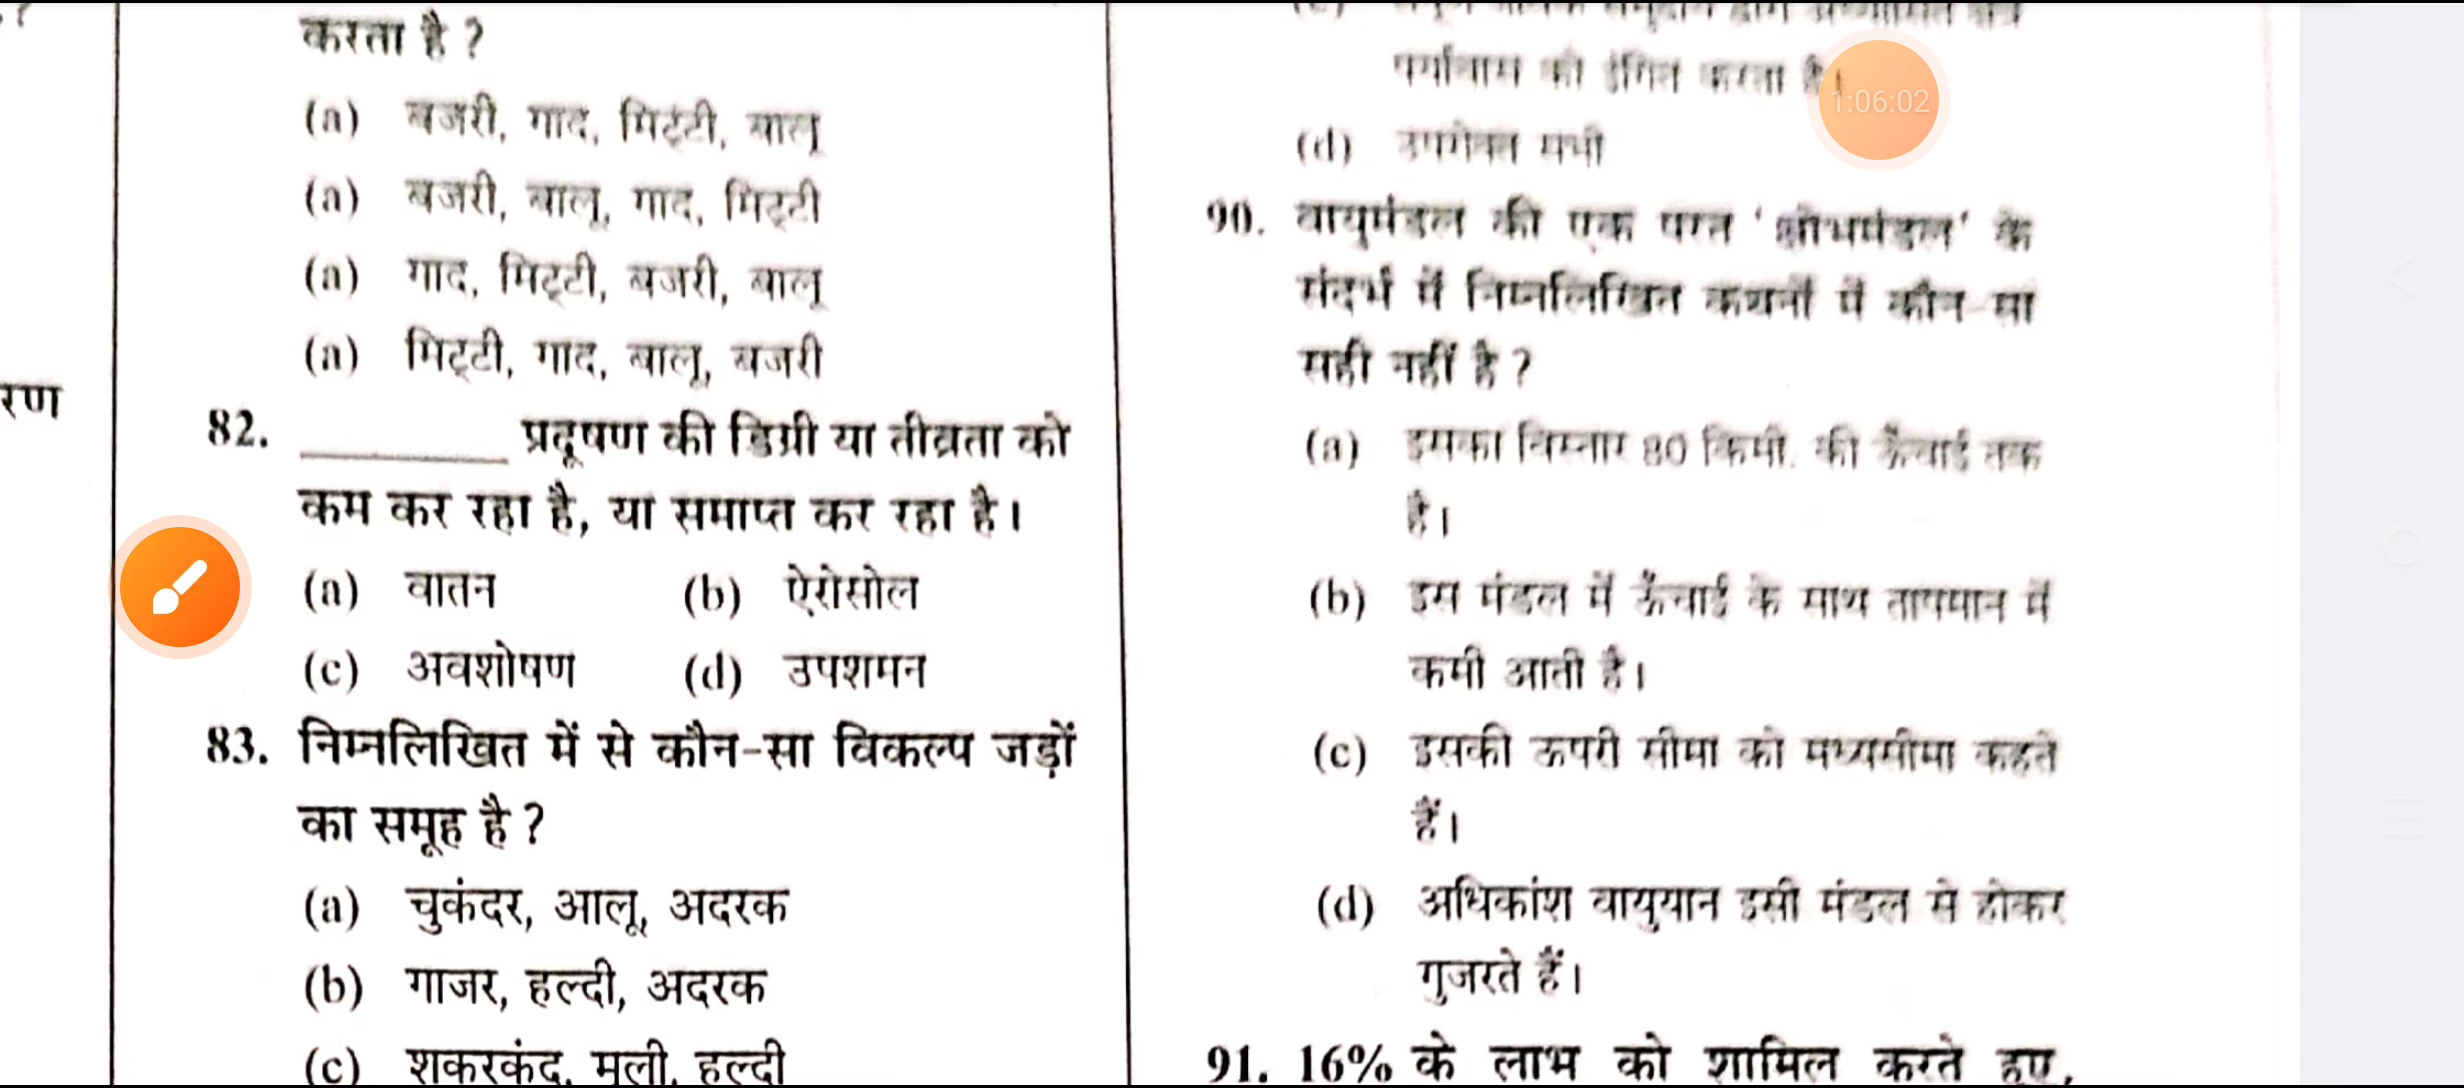 करता है ?
(a) बजरी, गाद, मिट्टी, बालू
(a) बजरी, बालू, गाद, मिट्टी
(a) गाद, मिट्टी, बजरी, बालू
(a) मिट्टी, गाद, बालू, बजरी
रण
82. ________ प्रदूषण की डिग्री या तीव्रता को
कम कर रहा है, या समाप्त कर रहा है।
(a) वातन (b) ऐरोसोल
(c) अवशोषण (d) उपशमन
83. निम्नलिखित में से कौन-सा विकल्प जड़ों
का समूह है ?
(a) चुकंदर, आलू, अदरक
(b) गाजर, हल्दी, अदरक
(c) शकरकंद, मूली, हल्दी
को इंगित करता है।
1:06:02
(d) उपरोक्त सभी
90. वायुमंडल की एक परत 'क्षोभमंडल' के
संदर्भ में निम्नलिखित कथनों में कौन-सा
सही नहीं है ?
(a) इसका विस्तार 80 किमी. की ऊँचाई तक
है।
(b) इस मंडल में ऊँचाई के साथ तापमान में
कमी आती है।
(c) इसकी ऊपरी सीमा को मध्यसीमा कहते
हैं।
(d) अधिकांश वायुयान इसी मंडल से होकर
गुजरते हैं।
91. 16% के लाभ को शामिल करते हुए,